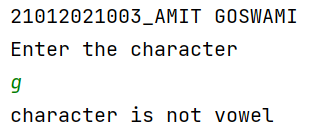 21012021003_AMIT GOSWAMI
Enter the character
g
character is not vowel